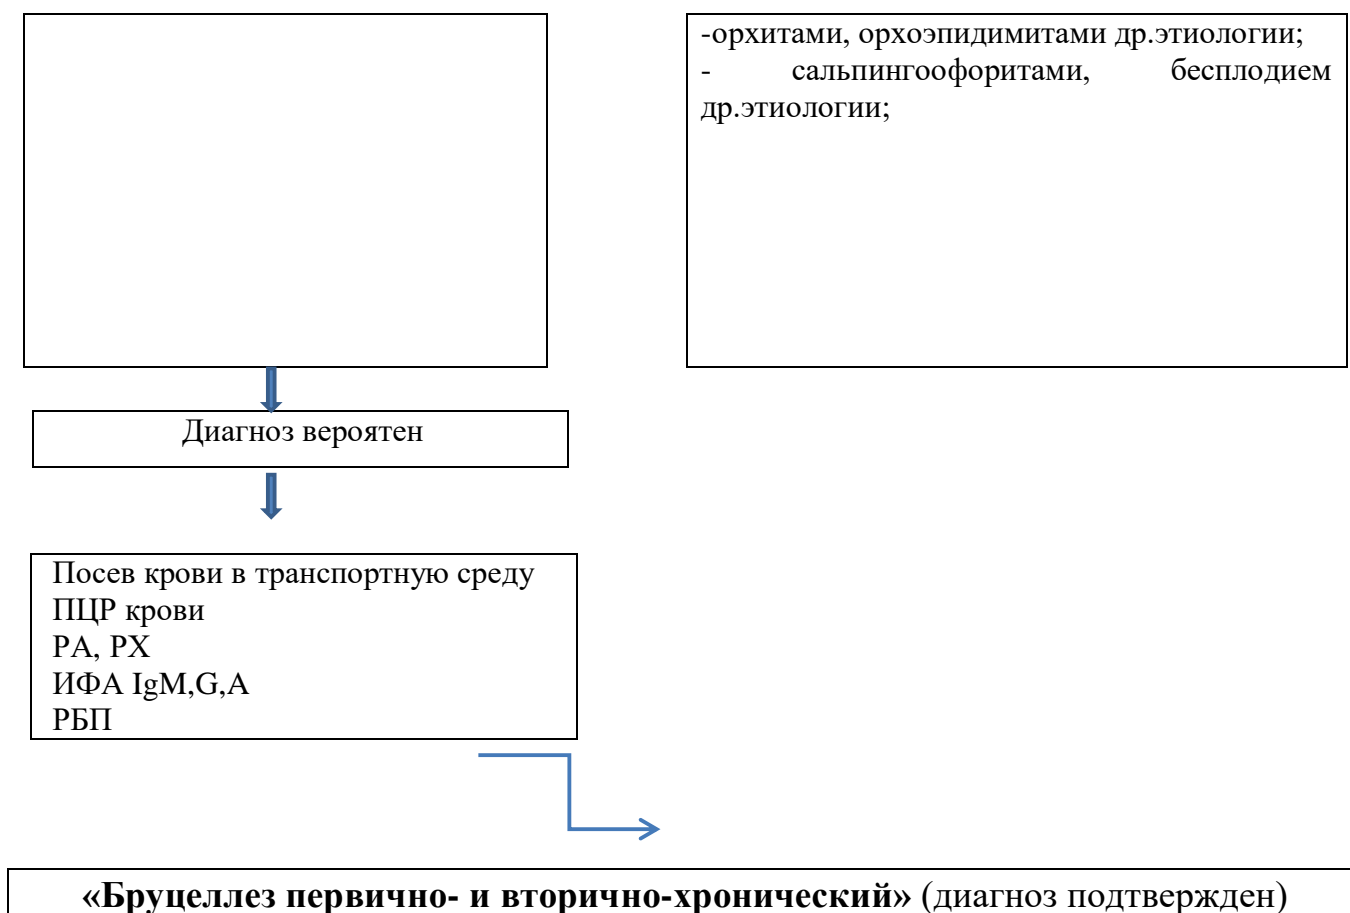 -орхитами, орхоэпидимитами др.этиологии;
- сальпингоофоритами, бесплодием
др.этиологии;
Диагноз вероятен
Посев крови в транспортную среду
ПЦР крови
РА, РХ
ИФА IgM,G,A
РБП
«Бруцеллез первично- и вторично-хронический» (диагноз подтвержден)